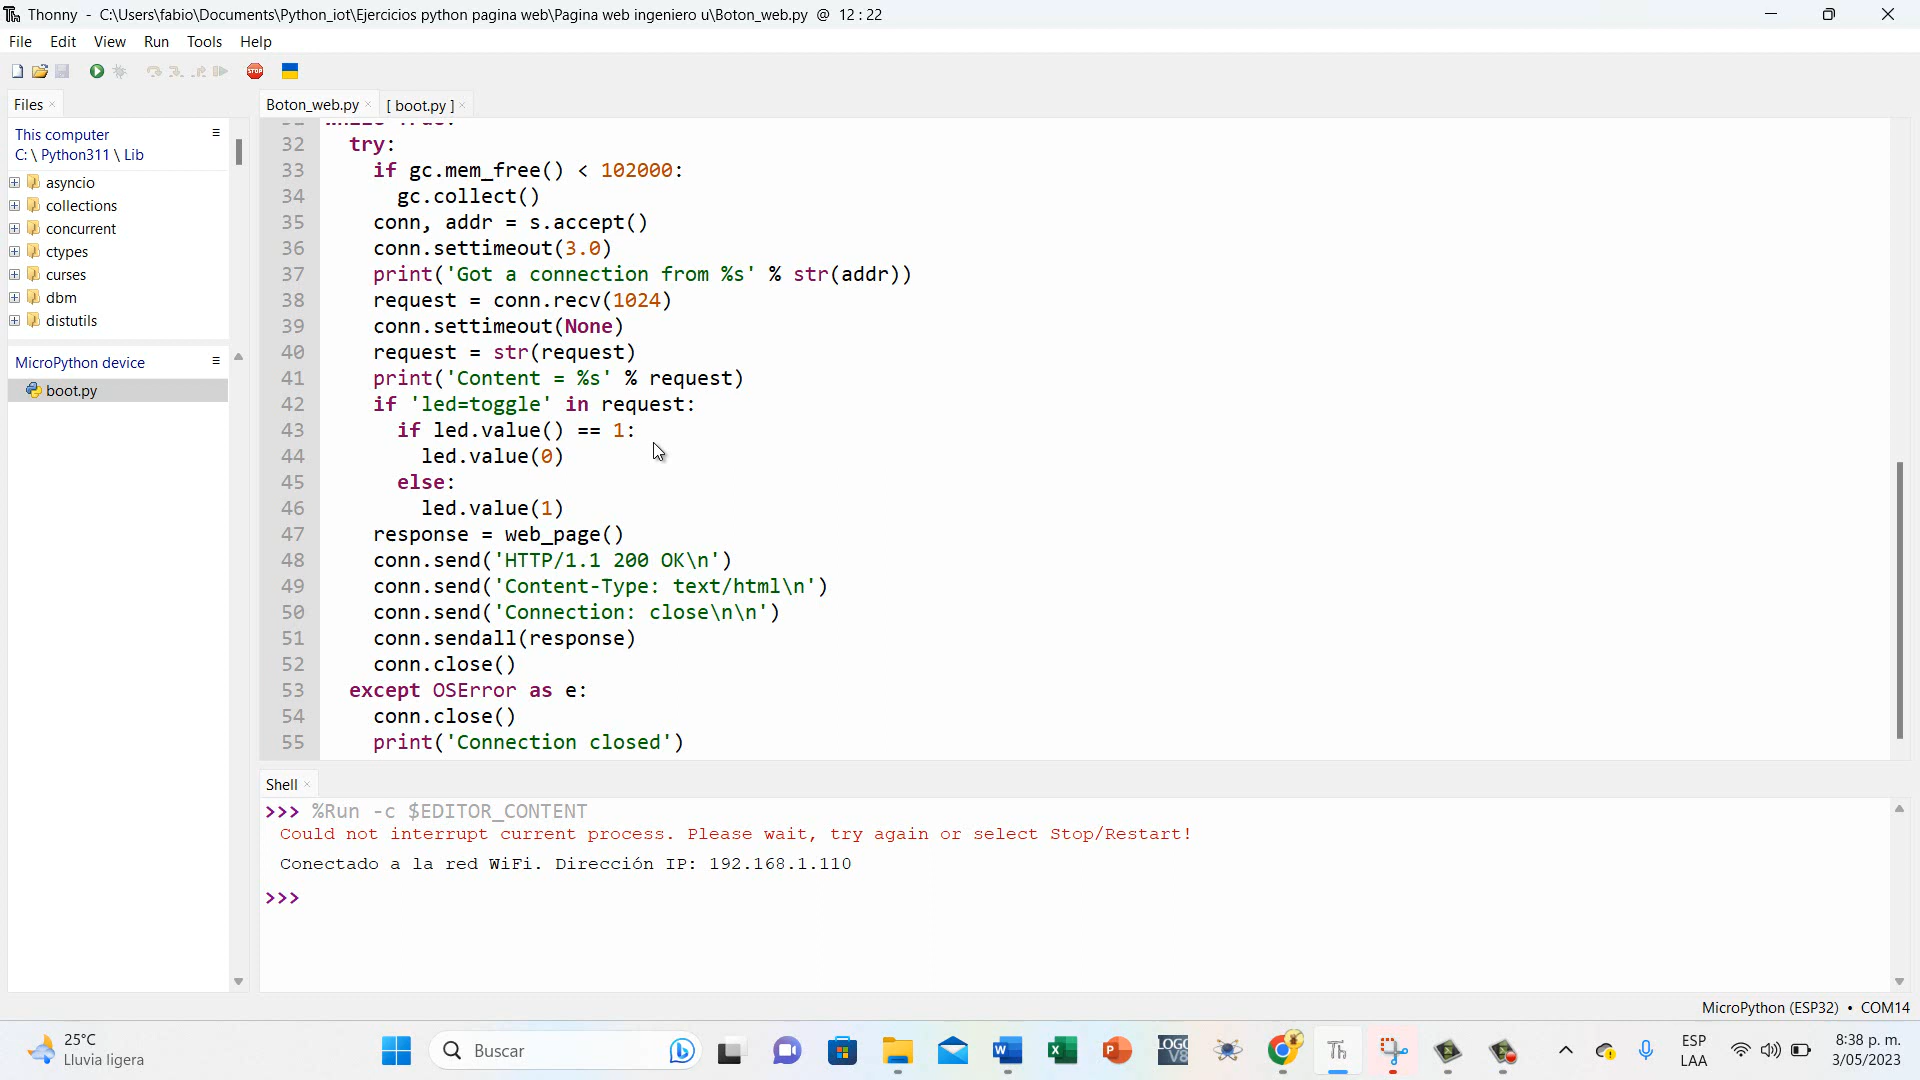 Thonny - C:\Users\fabio\Documents\Python_iot\Ejercicios python pagina web\Pagina web ingeniero u\Boton_web.py @ 12 : 22
File Edit View Run Tools Help
STOP
Files
This computer
C: \ Python311 \ Lib
asyncio
collections
concurrent
ctypes
curses
dbm
distutils
MicroPython device
boot.py
Boton_web.py [ boot.py ]
32 try:
33 if gc.mem_free() < 102000:
34 gc.collect()
35 conn, addr = s.accept()
36 conn.settimeout(3.0)
37 print('Got a connection from %s' % str(addr))
38 request = conn.recv(1024)
39 conn.settimeout(None)
40 request = str(request)
41 print('Content = %s' % request)
42 if 'led=toggle' in request:
43 if led.value() == 1:
44 led.value(0)
45 else:
46 led.value(1)
47 response = web_page()
48 conn.send('HTTP/1.1 200 OK\n')
49 conn.send('Content-Type: text/html\n')
50 conn.send('Connection: close\n\n')
51 conn.sendall(response)
52 conn.close()
53 except OSError as e:
54 conn.close()
55 print('Connection closed')
Shell
>>> %Run -c $EDITOR_CONTENT
Could not interrupt current process. Please wait, try again or select Stop/Restart!
Conectado a la red WiFi. Dirección IP: 192.168.1.110
>>>
MicroPython (ESP32) • COM14
25°C
Lluvia ligera
Buscar
LOGO
V8
ESP
LAA
8:38 p. m.
3/05/2023